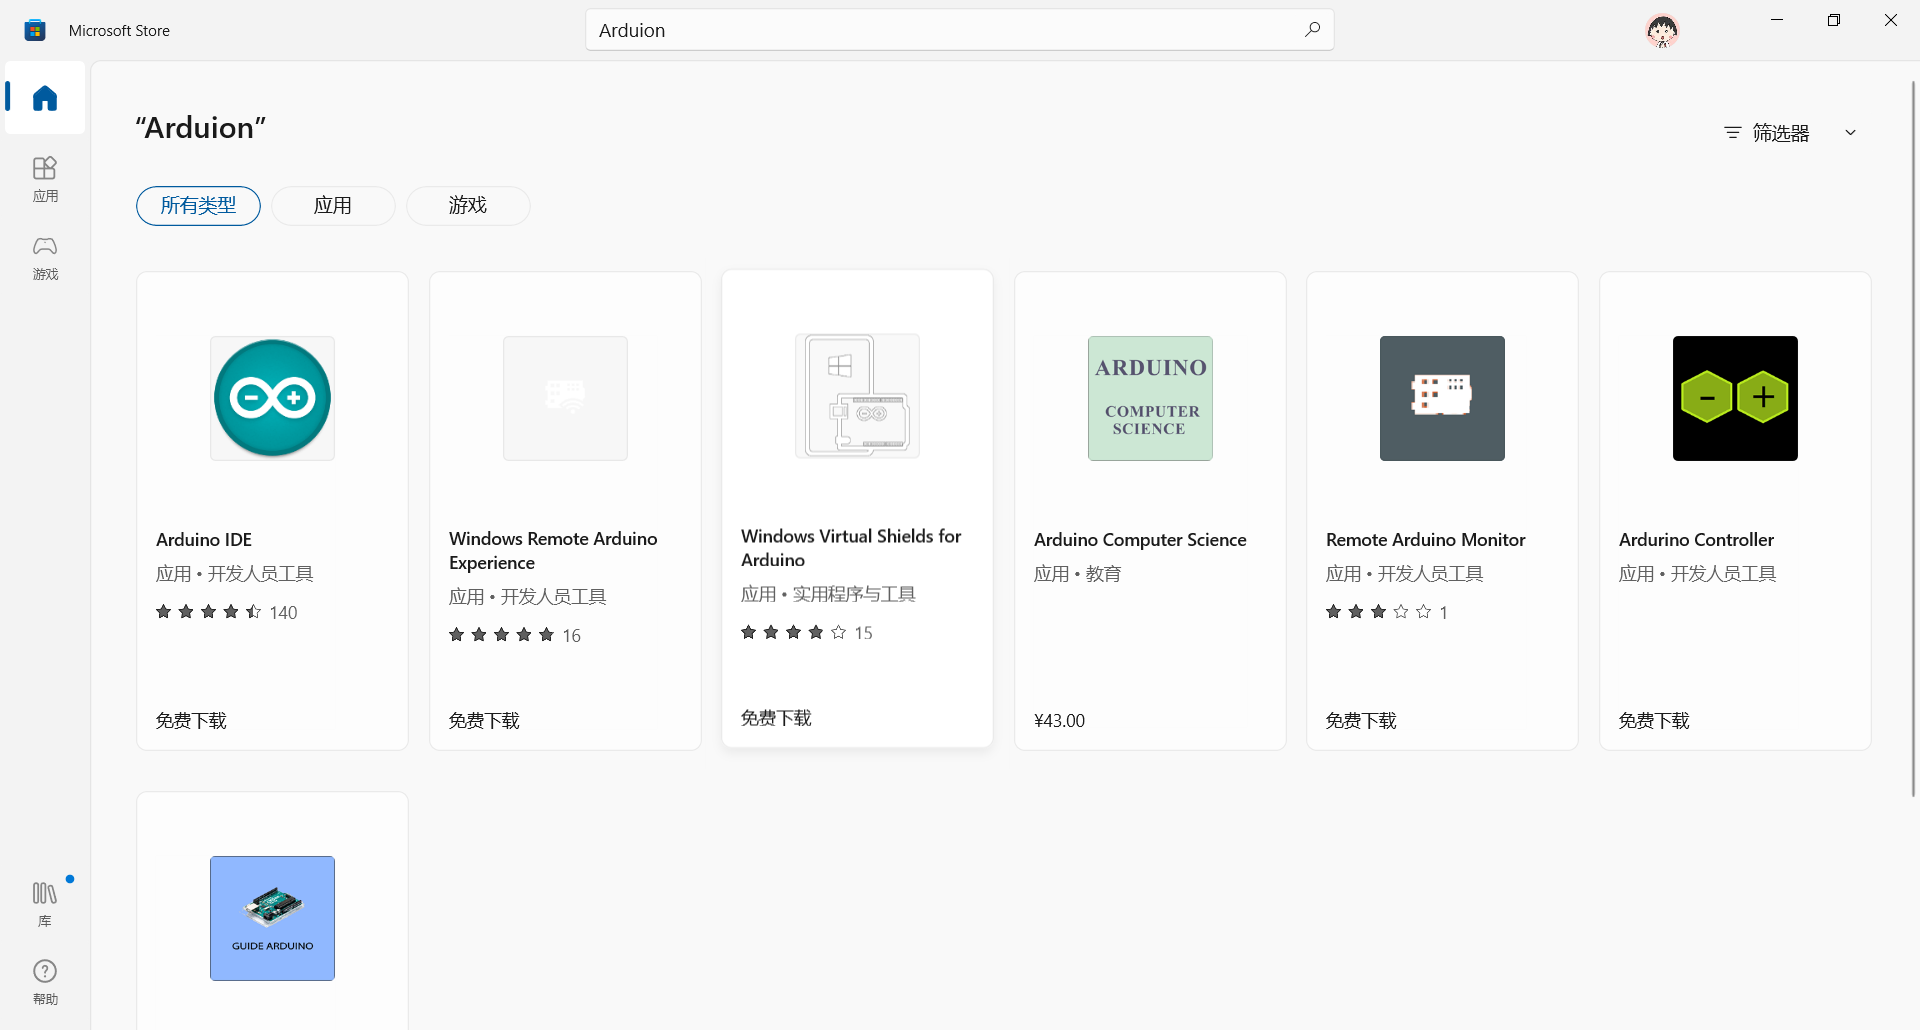 Microsoft Store
Arduion
“Arduion”
筛选器
所有类型
应用
游戏
应用
游戏
库
帮助
Arduino IDE
应用 • 开发人员工具
140
免费下载
Windows Remote Arduino
Experience
应用 • 开发人员工具
16
免费下载
Windows Virtual Shields for
Arduino
应用 • 实用程序与工具
15
免费下载
ARDUINO
COMPUTER
SCIENCE
Arduino Computer Science
应用 • 教育
¥43.00
Remote Arduino Monitor
应用 • 开发人员工具
1
免费下载
Ardurino Controller
应用 • 开发人员工具
免费下载
GUIDE ARDUINO